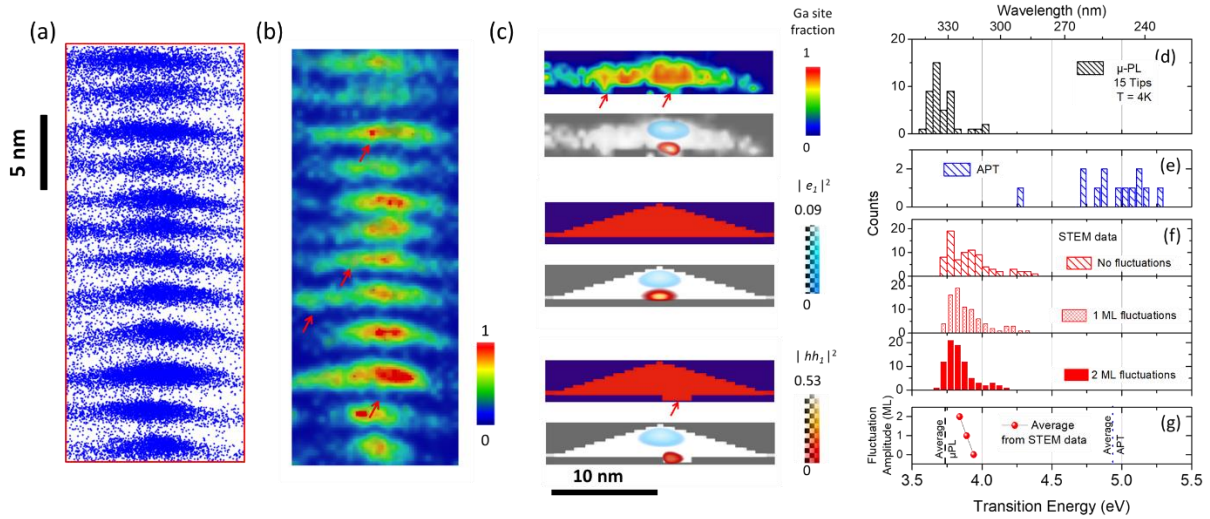 (a)
5 nm
(b)
1
0
(c)
Ga site
fraction
1
0
| e₁ |²
0.09
0
| hh₁ |²
0.53
0
10 nm
Wavelength (nm)
330 310 260 240
(d)
μ-PL
15 Tips
T = 4K
20
10
0
(e)
APT
2
1
0
Counts
(f)
STEM data
No fluctuations
20
10
0
1 ML fluctuations
10
0
2 ML fluctuations
20
10
0
(g)
Fluctuation
Amplitude (ML)
2
1
0
Average
μPL
Average
from STEM data
Average
APT
3.5 4.0 4.5 5.0 5.5
Transition Energy (eV)